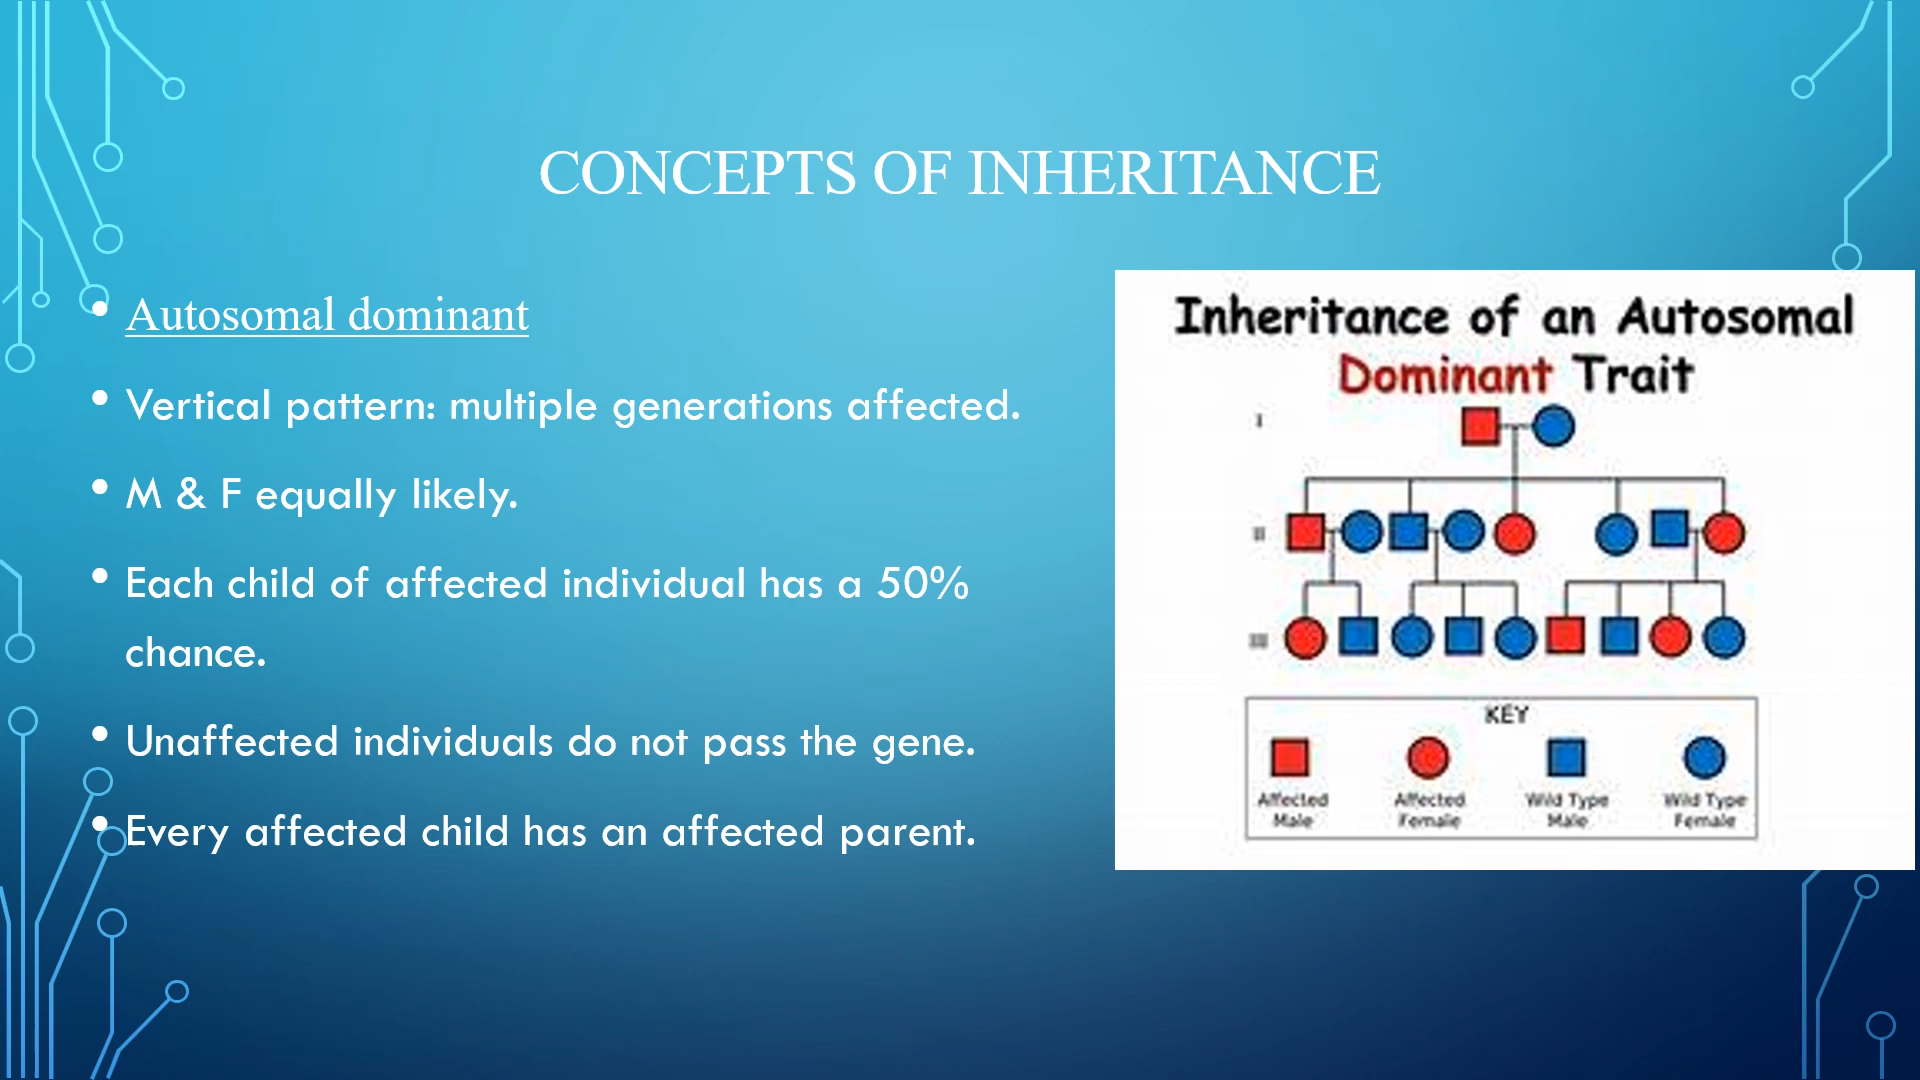 CONCEPTS OF INHERITANCE
• Autosomal dominant
• Vertical pattern: multiple generations affected.
• M & F equally likely.
• Each child of affected individual has a 50%
chance.
• Unaffected individuals do not pass the gene.
• Every affected child has an affected parent.
Inheritance of an Autosomal
Dominant Trait
I
II
III
KEY
Affected Male
Affected Female
Wild Type Male
Wild Type Female